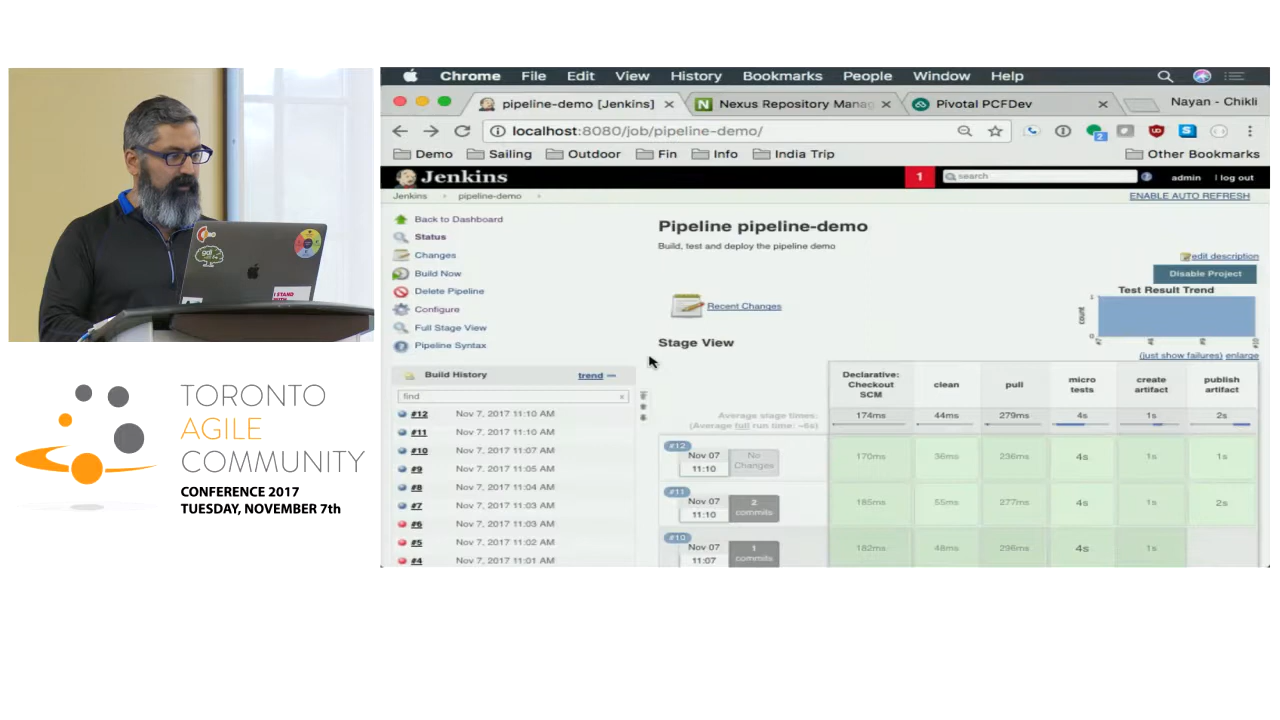 Chrome File Edit View History Bookmarks People Window Help
pipeline-demo [Jenkins] × Nexus Repository Manag × Pivotal PCFDev × Nayan - Chikli
localhost:8080/job/pipeline-demo/
2
Demo Sailing Outdoor Fin Info India Trip Other Bookmarks
Jenkins 1 search admin | log out
Jenkins › pipeline-demo › ENABLE AUTO REFRESH
Back to Dashboard
Status
Changes
Build Now
Delete Pipeline
Configure
Full Stage View
Pipeline Syntax
Build History trend
find x
#12 Nov 7, 2017 11:10 AM
#11 Nov 7, 2017 11:10 AM
#10 Nov 7, 2017 11:07 AM
#9 Nov 7, 2017 11:05 AM
#8 Nov 7, 2017 11:04 AM
#7 Nov 7, 2017 11:03 AM
#6 Nov 7, 2017 11:03 AM
#5 Nov 7, 2017 11:02 AM
#4 Nov 7, 2017 11:01 AM
Pipeline pipeline-demo
Build, test and deploy the pipeline demo
edit description
Disable Project
Recent Changes
Test Result Trend
count
(just show failures) enlarge
Stage View
Declarative: Checkout SCM clean pull micro tests create artifact publish artifact
Average stage times: 174ms 44ms 279ms 4s 1s 2s
(Average full run time: ~6s)
#12
Nov 07 11:10 No Changes 170ms 36ms 236ms 4s 1s 1s
#11
Nov 07 11:10 2 commits 185ms 55ms 277ms 4s 1s 2s
#10
Nov 07 11:07 1 commits 182ms 48ms 296ms 4s 1s
gdi
I STAND
TORONTO
AGILE
COMMUNITY
CONFERENCE 2017
TUESDAY, NOVEMBER 7th